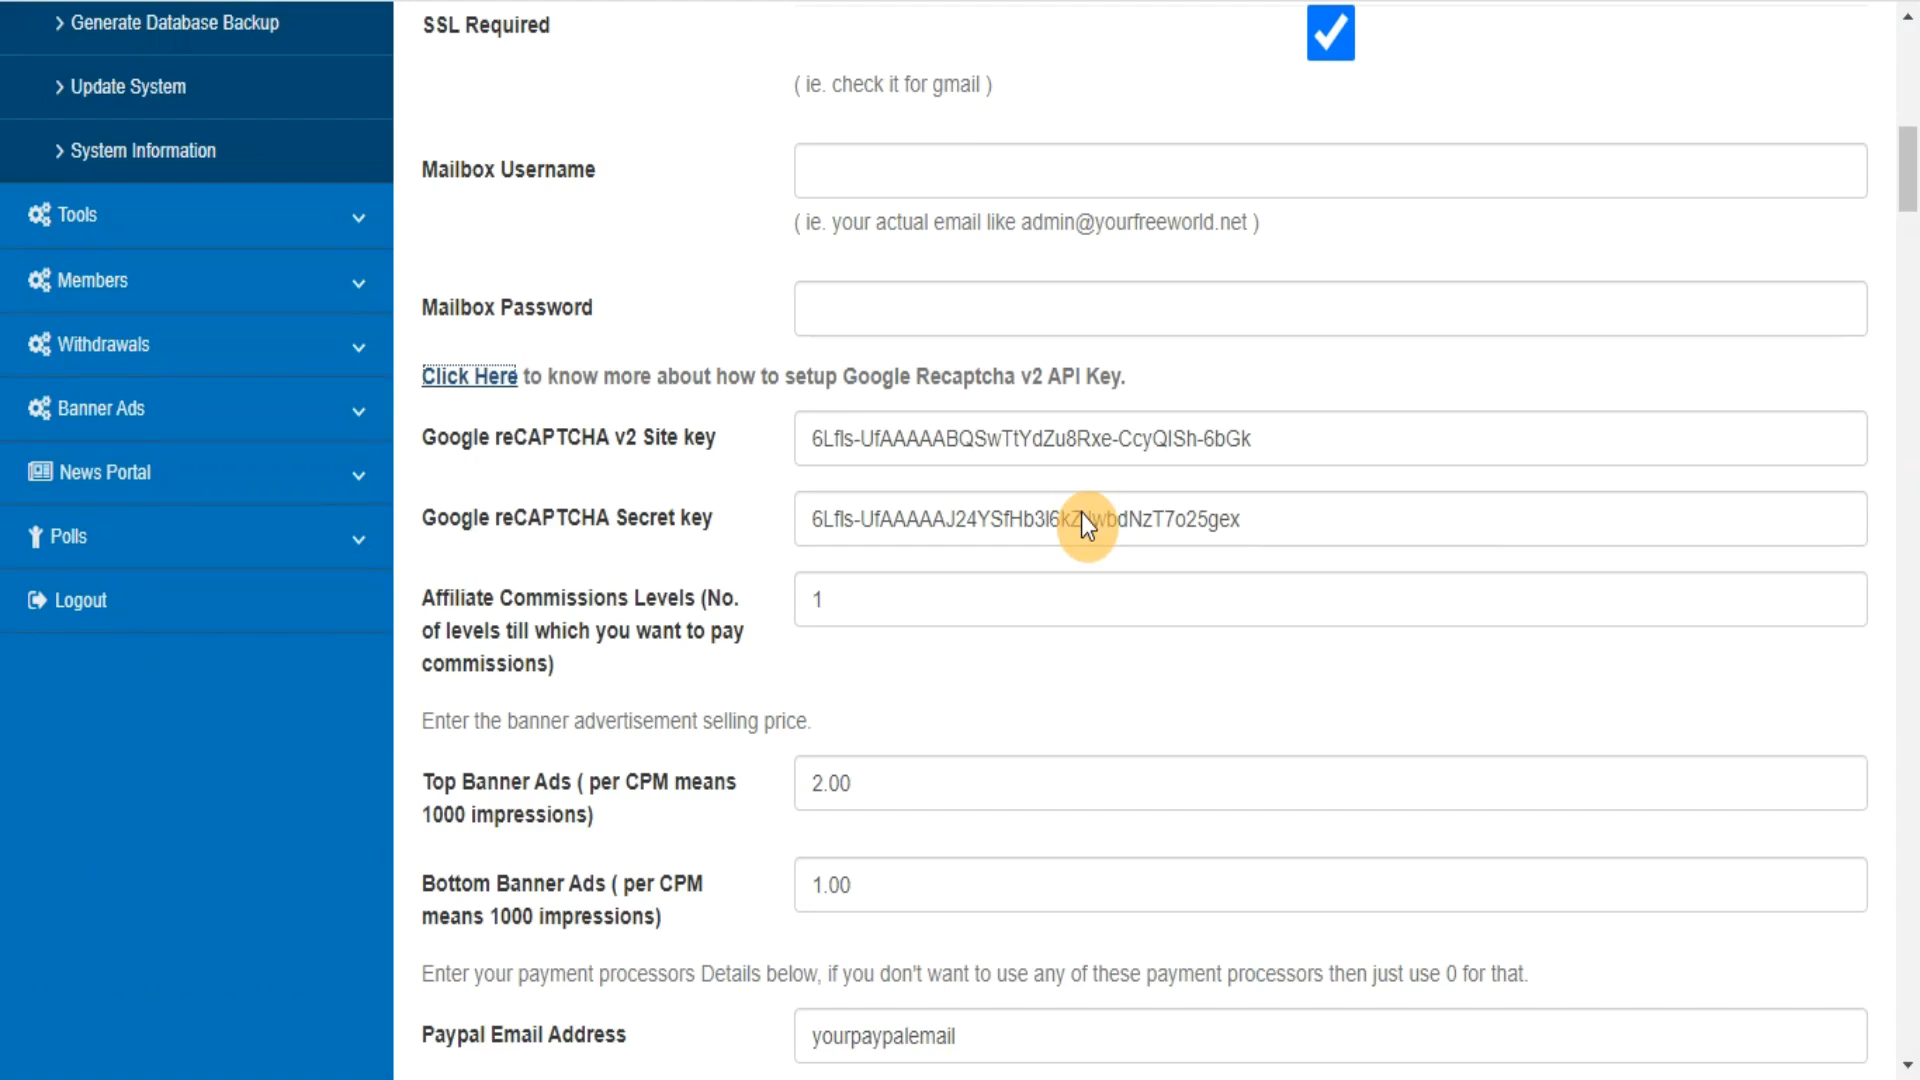 Generate Database Backup
Update System
System Information
Tools
Members
Withdrawals
Banner Ads
News Portal
Polls
Logout
SSL Required
( ie. check it for gmail )
Mailbox Username
( ie. your actual email like admin@yourfreeworld.net )
Mailbox Password
Click Here to know more about how to setup Google Recaptcha v2 API Key.
Google reCAPTCHA v2 Site key
6Lfls-UfAAAAABQSwTtYdZu8Rxe-CcyQISh-6bGk
Google reCAPTCHA Secret key
Affiliate Commissions Levels (No.
of levels till which you want to pay
commissions)
1
Enter the banner advertisement selling price.
Top Banner Ads ( per CPM means
1000 impressions)
2.00
Bottom Banner Ads ( per CPM
means 1000 impressions)
1.00
Enter your payment processors Details below, if you don't want to use any of these payment processors then just use 0 for that.
Paypal Email Address
yourpaypalemail